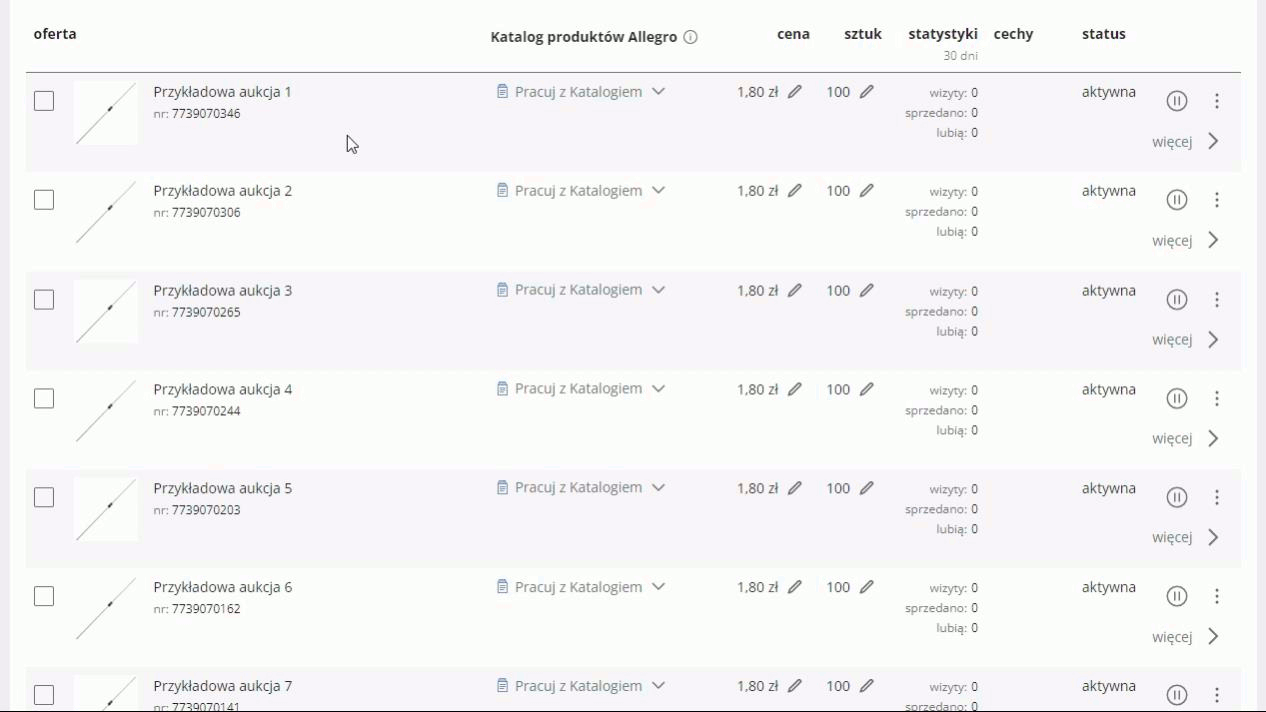 oferta Katalog produktów Allegro cena sztuk statystyki cechy status
30 dni
Przykładowa aukcja 1 Pracuj z Katalogiem 1,80 zł 100 wizyty: 0 aktywna
nr: 7739070346 sprzedano: 0
lubią: 0 więcej
Przykładowa aukcja 2 Pracuj z Katalogiem 1,80 zł 100 wizyty: 0 aktywna
nr: 7739070306 sprzedano: 0
lubią: 0 więcej
Przykładowa aukcja 3 Pracuj z Katalogiem 1,80 zł 100 wizyty: 0 aktywna
nr: 7739070265 sprzedano: 0
lubią: 0 więcej
Przykładowa aukcja 4 Pracuj z Katalogiem 1,80 zł 100 wizyty: 0 aktywna
nr: 7739070244 sprzedano: 0
lubią: 0 więcej
Przykładowa aukcja 5 Pracuj z Katalogiem 1,80 zł 100 wizyty: 0 aktywna
nr: 7739070203 sprzedano: 0
lubią: 0 więcej
Przykładowa aukcja 6 Pracuj z Katalogiem 1,80 zł 100 wizyty: 0 aktywna
nr: 7739070162 sprzedano: 0
lubią: 0 więcej
Przykładowa aukcja 7 Pracuj z Katalogiem 1,80 zł 100 wizyty: 0 aktywna
nr: 7739070141 sprzedano: 0